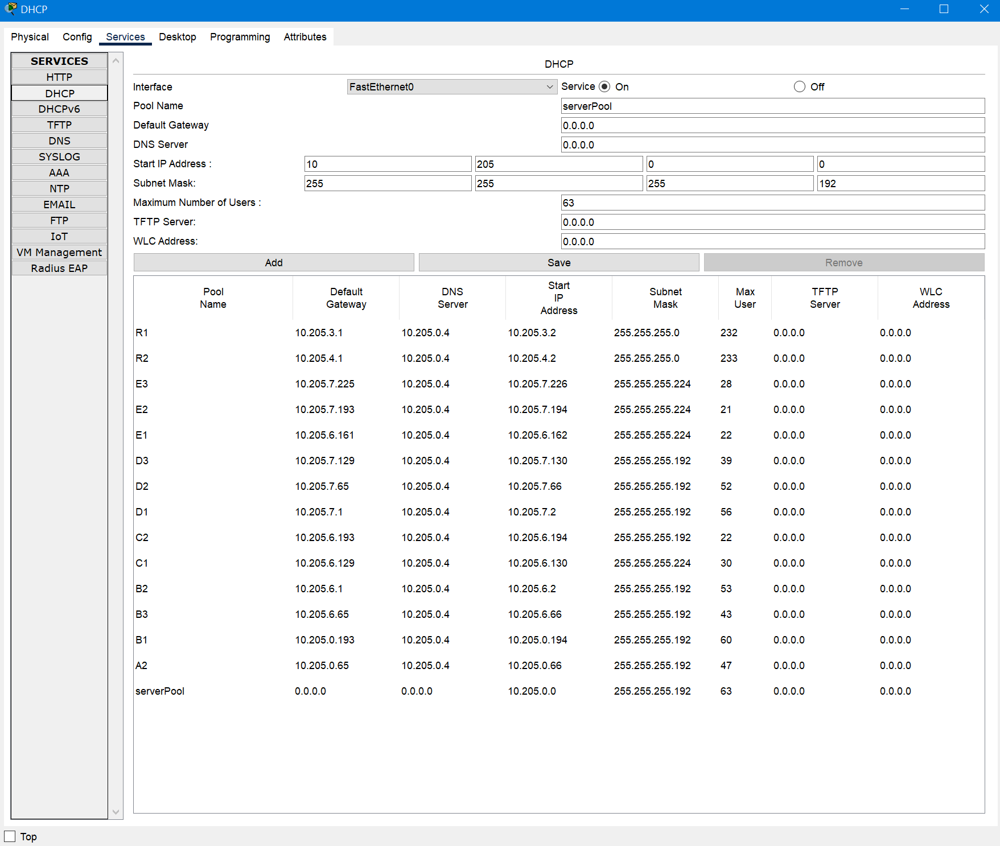 DHCP
Physical Config Services Desktop Programming Attributes
SERVICES
HTTP
DHCP
DHCPv6
TFTP
DNS
SYSLOG
AAA
NTP
EMAIL
FTP
IoT
VM Management
Radius EAP
DHCP
Interface FastEthernet0 Service On Off
Pool Name serverPool
Default Gateway 0.0.0.0
DNS Server 0.0.0.0
Start IP Address : 10 205 0 0
Subnet Mask: 255 255 255 192
Maximum Number of Users : 63
TFTP Server: 0.0.0.0
WLC Address: 0.0.0.0
Add Save Remove
Pool Name Default Gateway DNS Server Start IP Address Subnet Mask Max User TFTP Server WLC Address
R1 10.205.3.1 10.205.0.4 10.205.3.2 255.255.255.0 232 0.0.0.0 0.0.0.0
R2 10.205.4.1 10.205.0.4 10.205.4.2 255.255.255.0 233 0.0.0.0 0.0.0.0
E3 10.205.7.225 10.205.0.4 10.205.7.226 255.255.255.224 28 0.0.0.0 0.0.0.0
E2 10.205.7.193 10.205.0.4 10.205.7.194 255.255.255.224 21 0.0.0.0 0.0.0.0
E1 10.205.6.161 10.205.0.4 10.205.6.162 255.255.255.224 22 0.0.0.0 0.0.0.0
D3 10.205.7.129 10.205.0.4 10.205.7.130 255.255.255.192 39 0.0.0.0 0.0.0.0
D2 10.205.7.65 10.205.0.4 10.205.7.66 255.255.255.192 52 0.0.0.0 0.0.0.0
D1 10.205.7.1 10.205.0.4 10.205.7.2 255.255.255.192 56 0.0.0.0 0.0.0.0
C2 10.205.6.193 10.205.0.4 10.205.6.194 255.255.255.192 22 0.0.0.0 0.0.0.0
C1 10.205.6.129 10.205.0.4 10.205.6.130 255.255.255.224 30 0.0.0.0 0.0.0.0
B2 10.205.6.1 10.205.0.4 10.205.6.2 255.255.255.192 53 0.0.0.0 0.0.0.0
B3 10.205.6.65 10.205.0.4 10.205.6.66 255.255.255.192 43 0.0.0.0 0.0.0.0
B1 10.205.0.193 10.205.0.4 10.205.0.194 255.255.255.192 60 0.0.0.0 0.0.0.0
A2 10.205.0.65 10.205.0.4 10.205.0.66 255.255.255.192 47 0.0.0.0 0.0.0.0
serverPool 0.0.0.0 0.0.0.0 10.205.0.0 255.255.255.192 63 0.0.0.0 0.0.0.0
Top